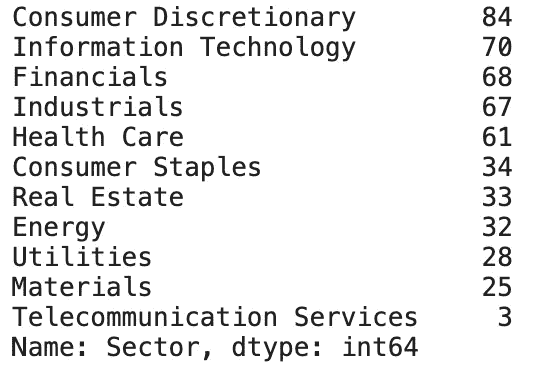 Consumer Discretionary 84
Information Technology 70
Financials 68
Industrials 67
Health Care 61
Consumer Staples 34
Real Estate 33
Energy 32
Utilities 28
Materials 25
Telecommunication Services 3
Name: Sector, dtype: int64